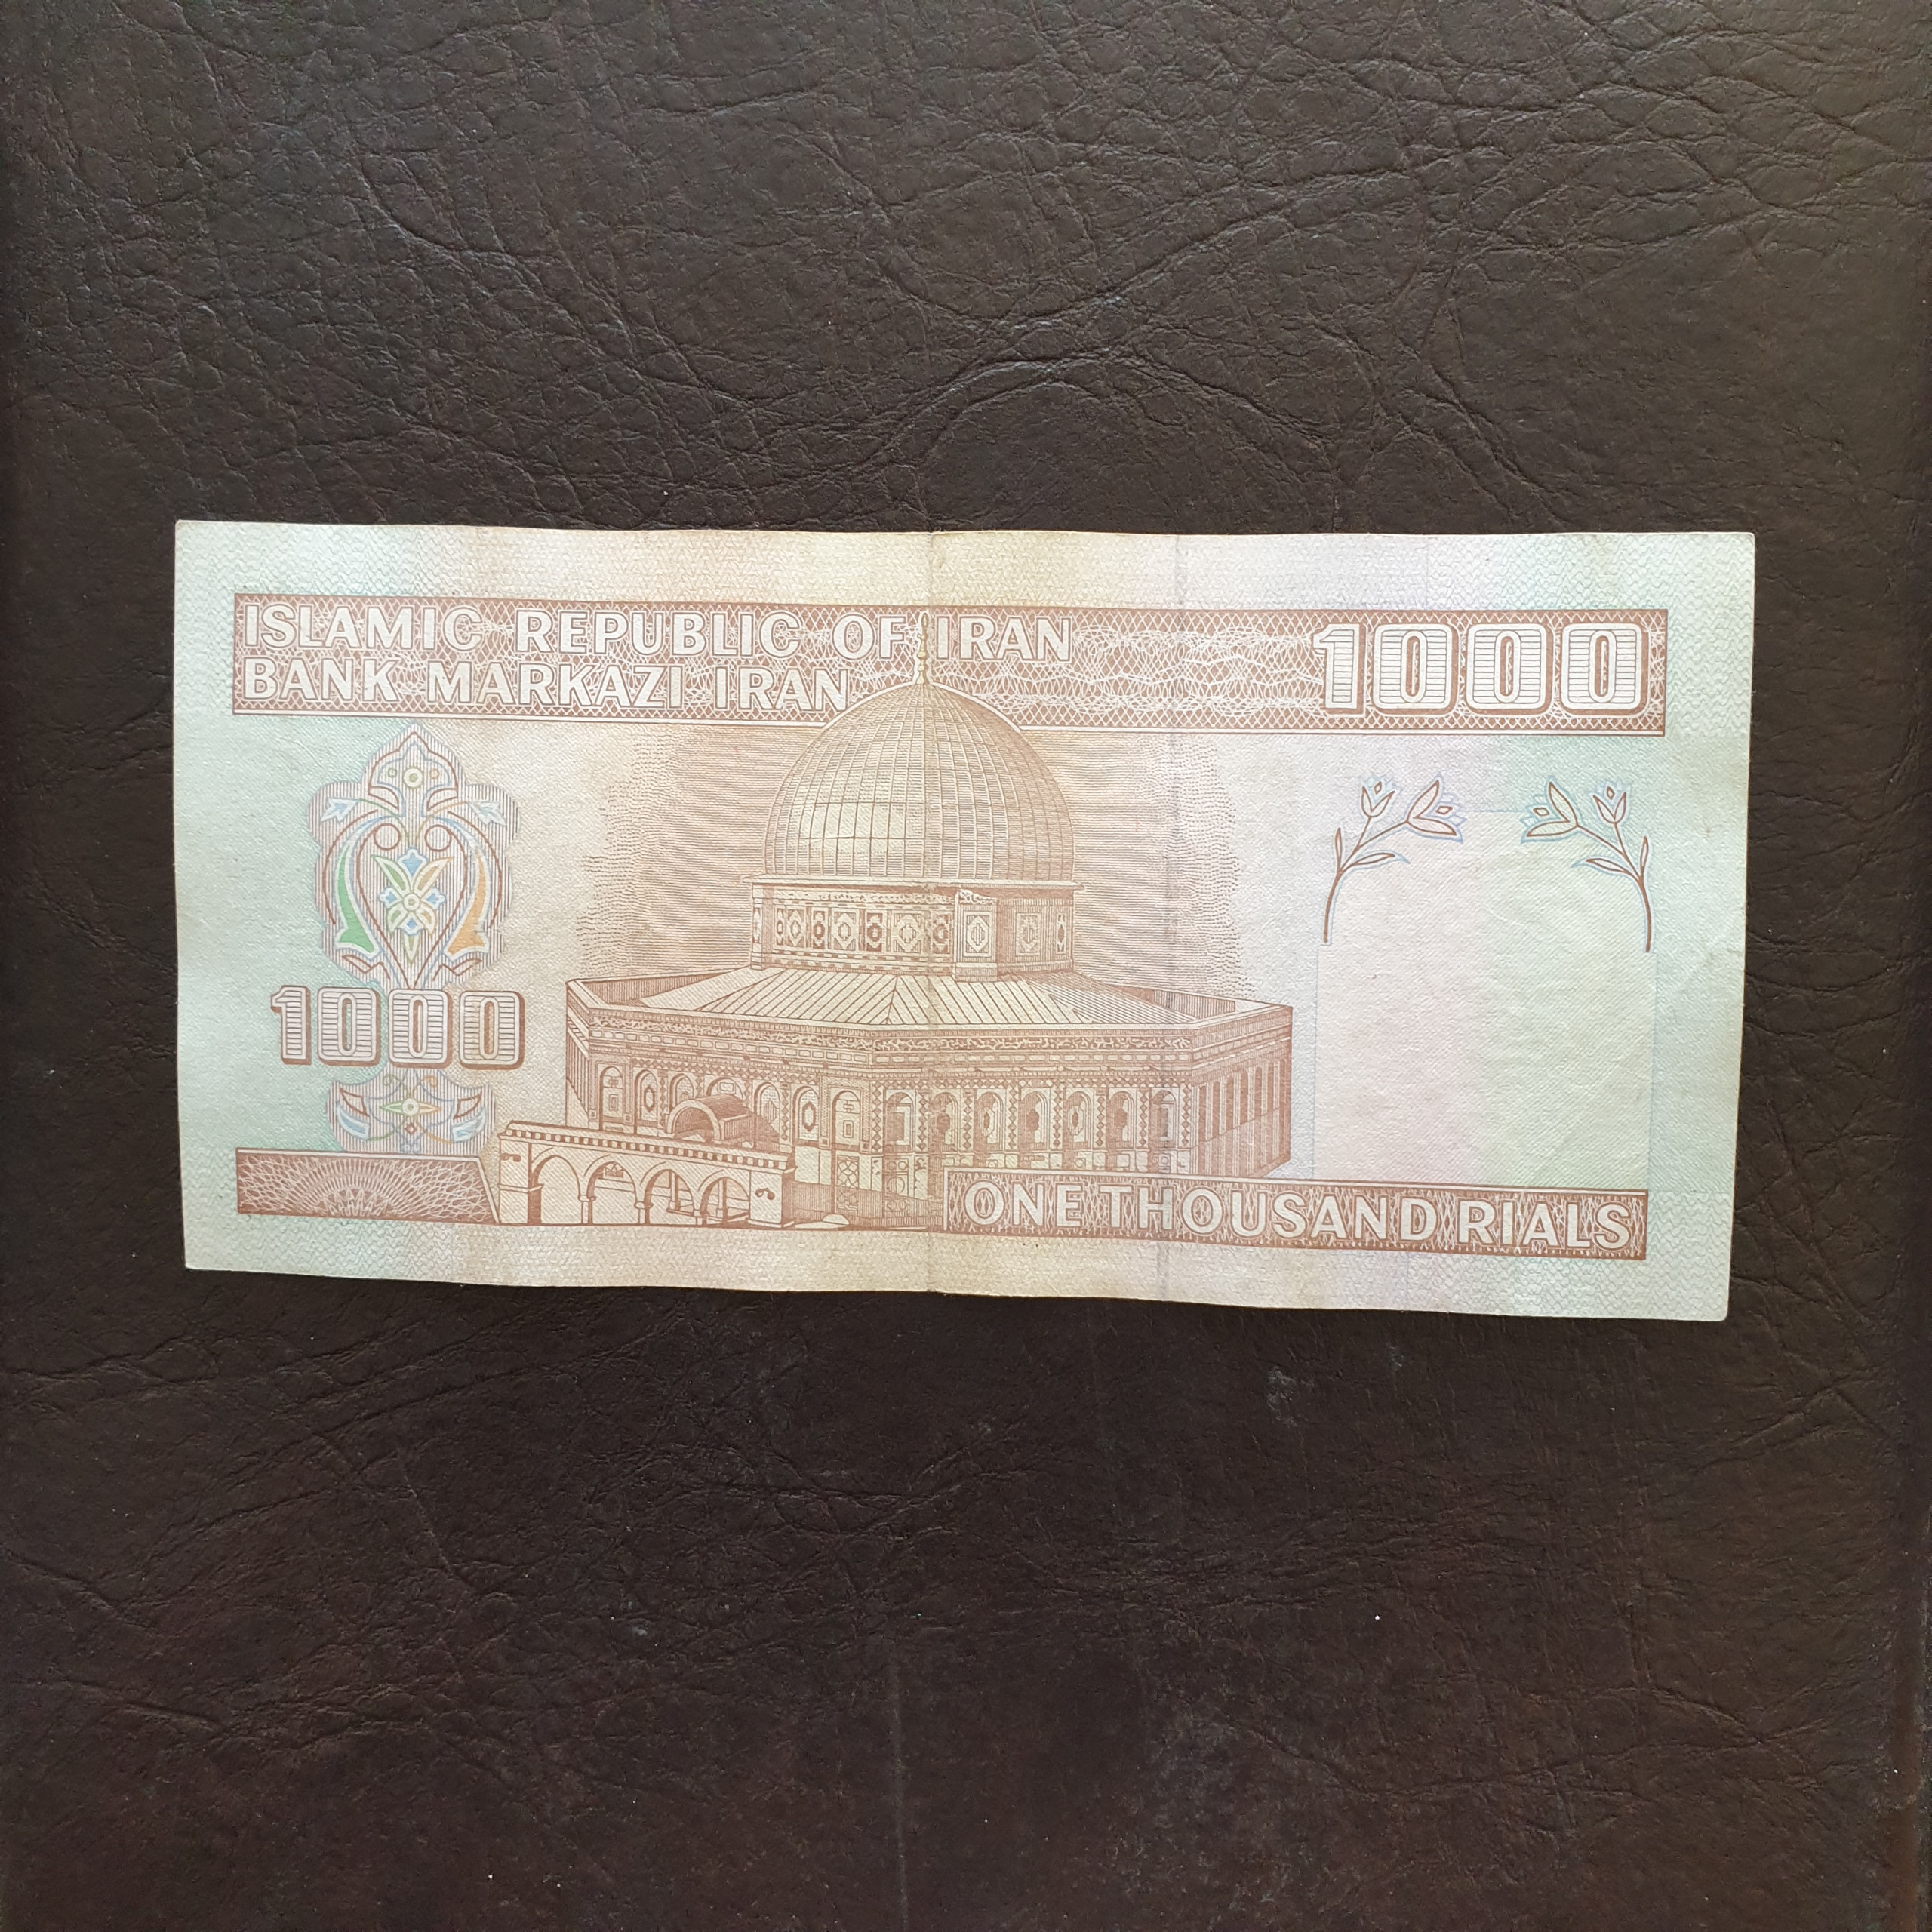 ISLAMIC REPUBLIC OF IRAN
BANK MARKAZI IRAN
1000
1000
ONE THOUSAND RIALS